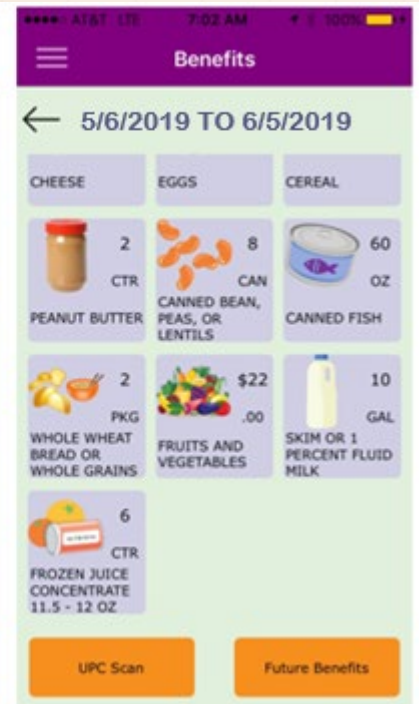 AT&T LTE 7:02 AM 100%
Benefits
5/6/2019 TO 6/5/2019
CHEESE
EGGS
CEREAL
2
CTR
PEANUT BUTTER
8
CAN
CANNED BEAN,
PEAS, OR
LENTILS
60
OZ
CANNED FISH
2
PKG
WHOLE WHEAT
BREAD OR
WHOLE GRAINS
$22
.00
FRUITS AND
VEGETABLES
10
GAL
SKIM OR 1
PERCENT FLUID
MILK
6
CTR
FROZEN JUICE
CONCENTRATE
11.5 - 12 OZ
UPC Scan
Future Benefits